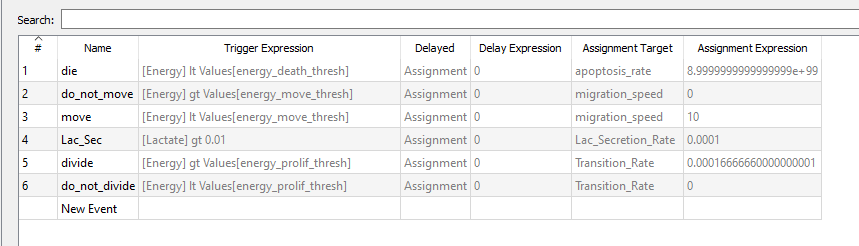 Search:
# Name Trigger Expression Delayed Delay Expression Assignment Target Assignment Expression
1 die [Energy] lt Values[energy_death_thresh] Assignment 0 apoptosis_rate 8.9999999999999999e+99
2 do_not_move [Energy] gt Values[energy_move_thresh] Assignment 0 migration_speed 0
3 move [Energy] lt Values[energy_move_thresh] Assignment 0 migration_speed 10
4 Lac_Sec [Lactate] gt 0.01 Assignment 0 Lac_Secretion_Rate 0.0001
5 divide [Energy] gt Values[energy_prolif_thresh] Assignment 0 Transition_Rate 0.00016666660000000001
6 do_not_divide [Energy] lt Values[energy_prolif_thresh] Assignment 0 Transition_Rate 0
New Event